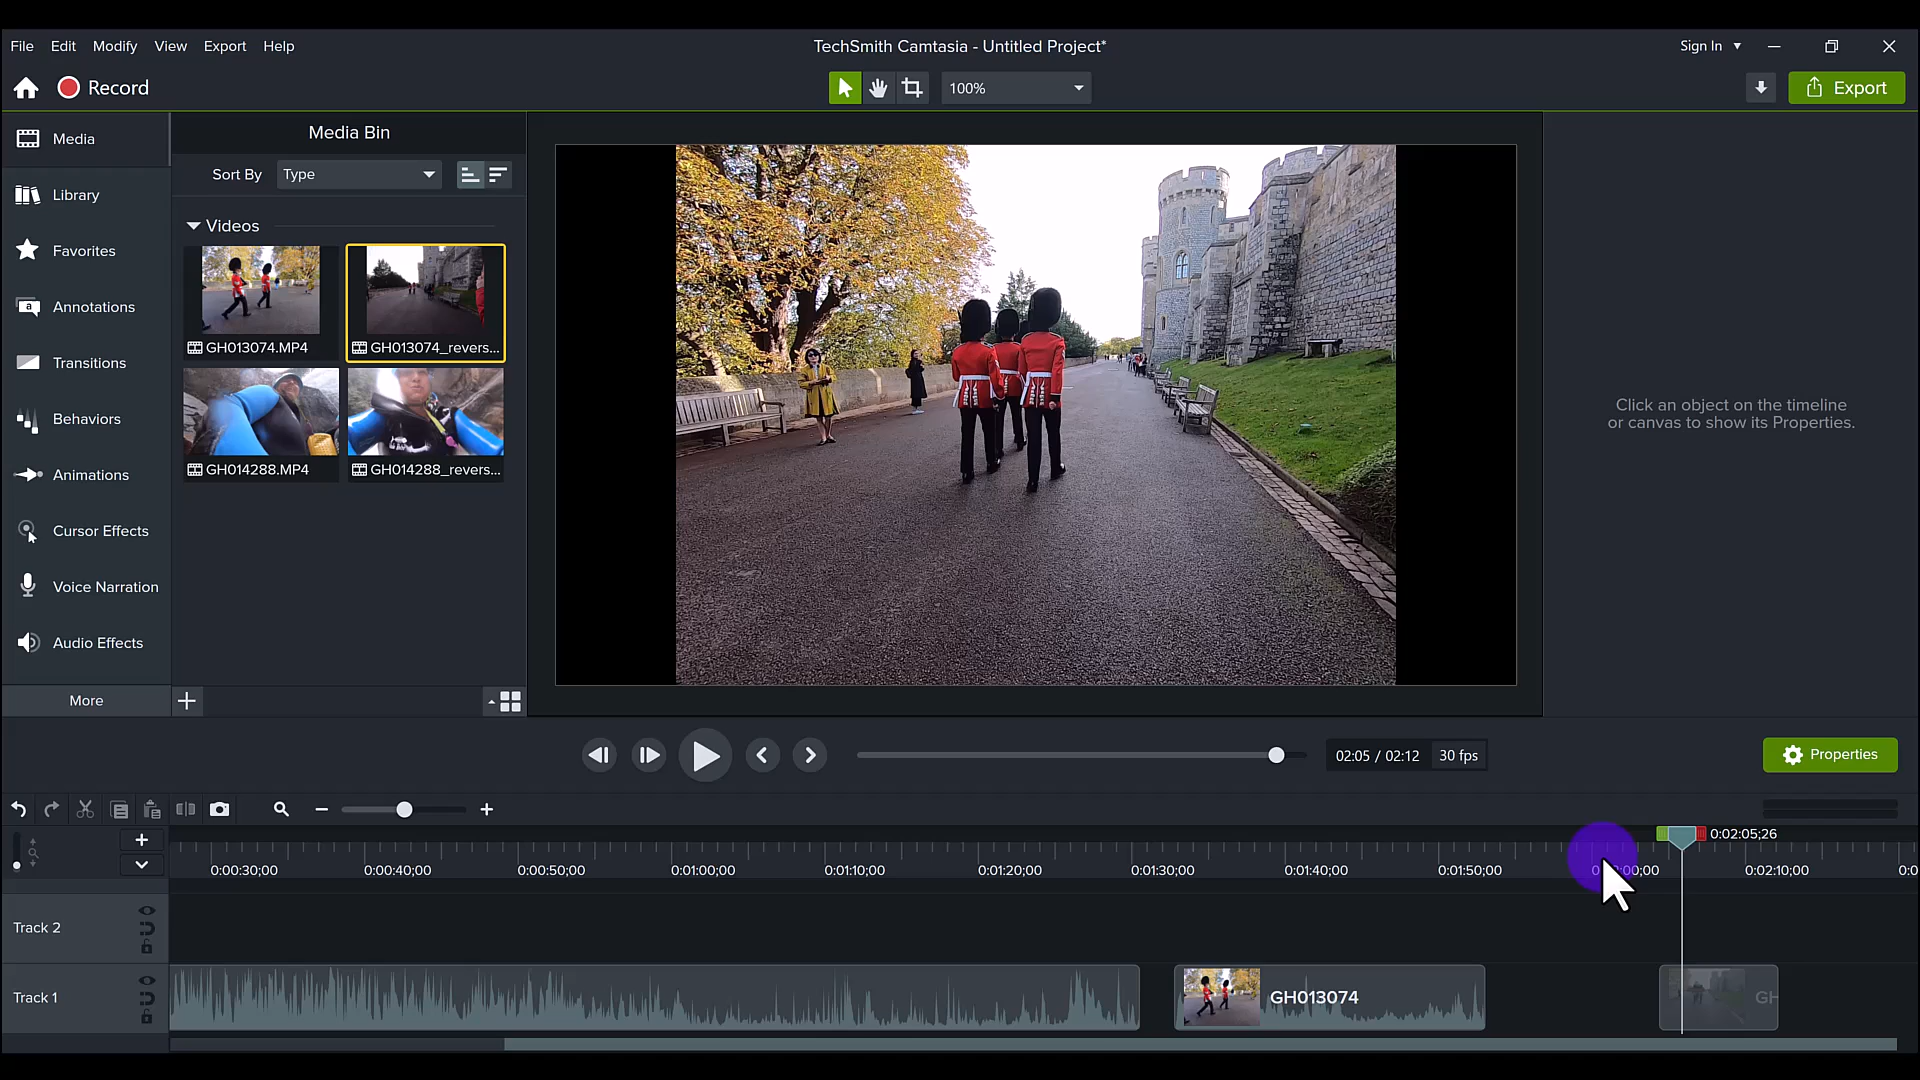 File Edit Modify View Export Help
TechSmith Camtasia - Untitled Project*
Sign In
Record
100%
Export
Media
Library
Favorites
Annotations
Transitions
Behaviors
Animations
Cursor Effects
Voice Narration
Audio Effects
More
Media Bin
Sort By Type
Videos
GH013074.MP4 GH013074_revers...
GH014288.MP4 GH014288_revers...
Click an object on the timeline
or canvas to show its Properties.
02:05 / 02:12 30 fps
Properties
0:02:05;26
0:00:30;00 0:00:40;00 0:00:50;00 0:01:00;00 0:01:10;00 0:01:20;00 0:01:30;00 0:01:40;00 0:01:50;00 0:02:10;00
Track 2
Track 1
GH013074
GH